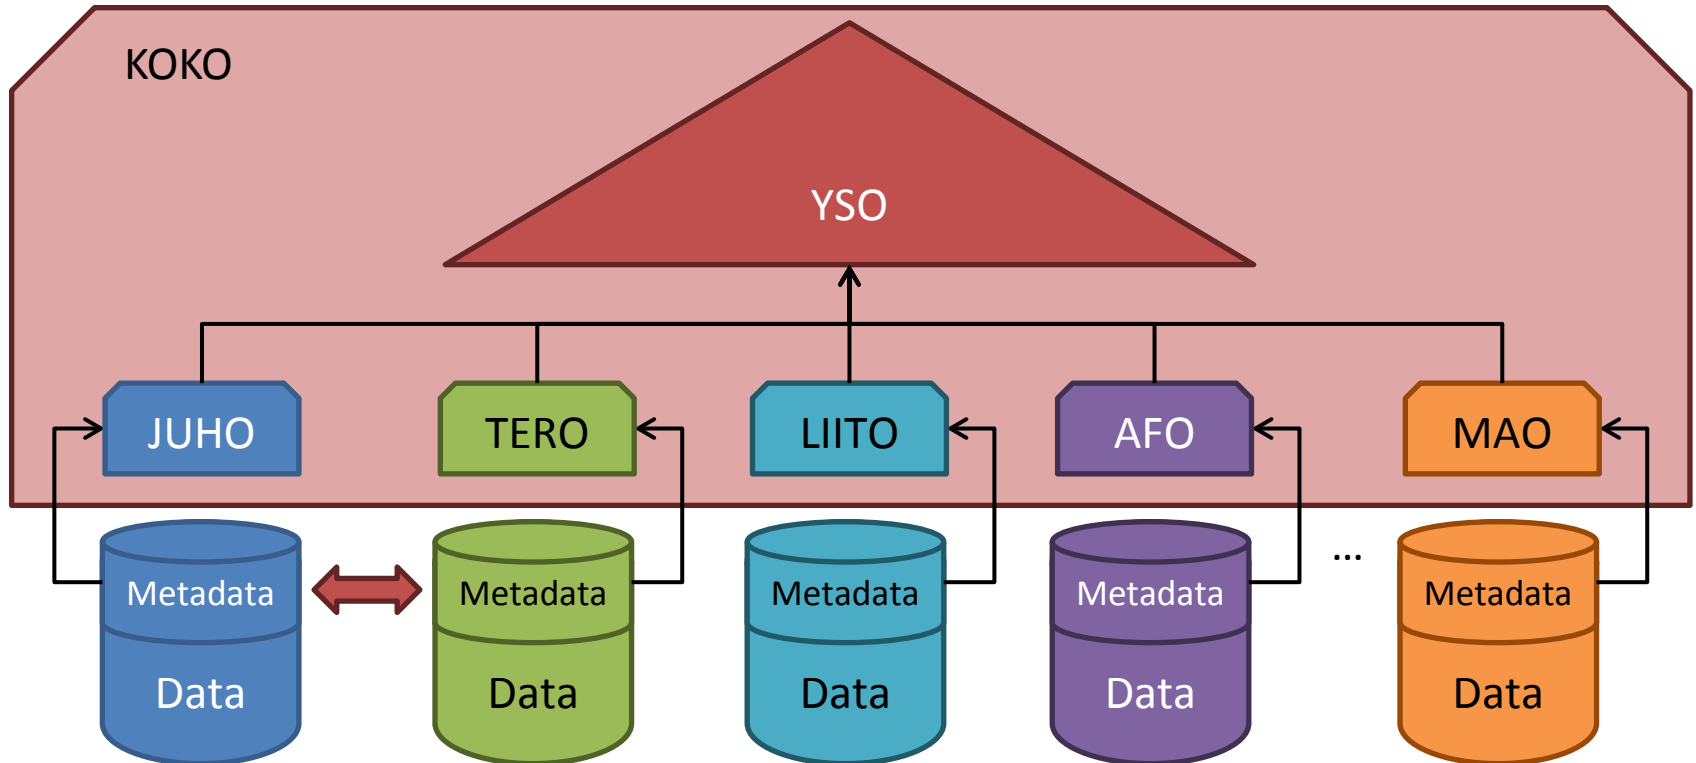 KOKO
YSO
JUHO TERO LIITO AFO MAO
...
Metadata Metadata Metadata Metadata Metadata
Data Data Data Data Data